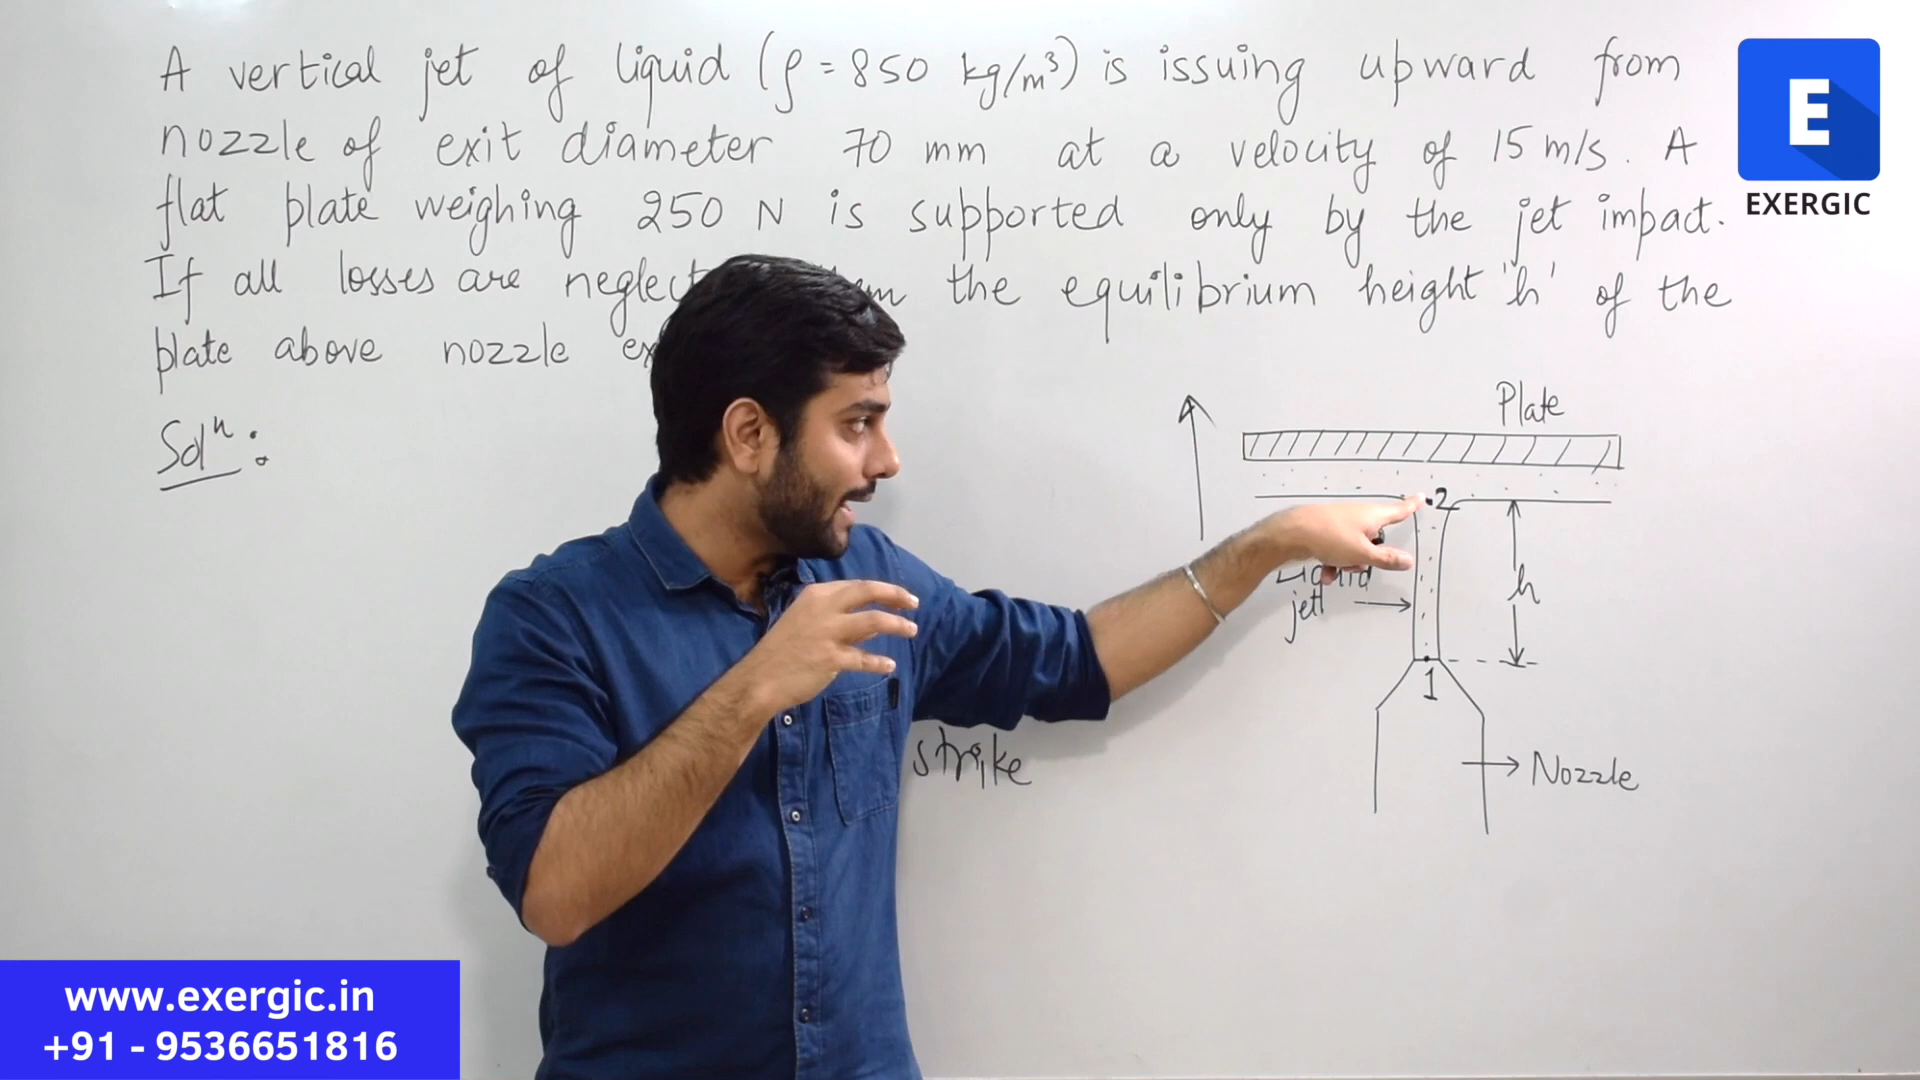 A vertical jet of liquid (ρ = 850 kg/m³) is issuing upward from
nozzle of exit diameter 70 mm at a velocity of 15 m/s. A
flat plate weighing 250 N is supported only by the jet impact.
If all losses are the equilibrium height 'h' of the
plate above nozzle
Solⁿ :
Plate
2
h
Liquid
jet
1
Nozzle
strike
E
EXERGIC
www.exergic.in
+91 - 9536651816